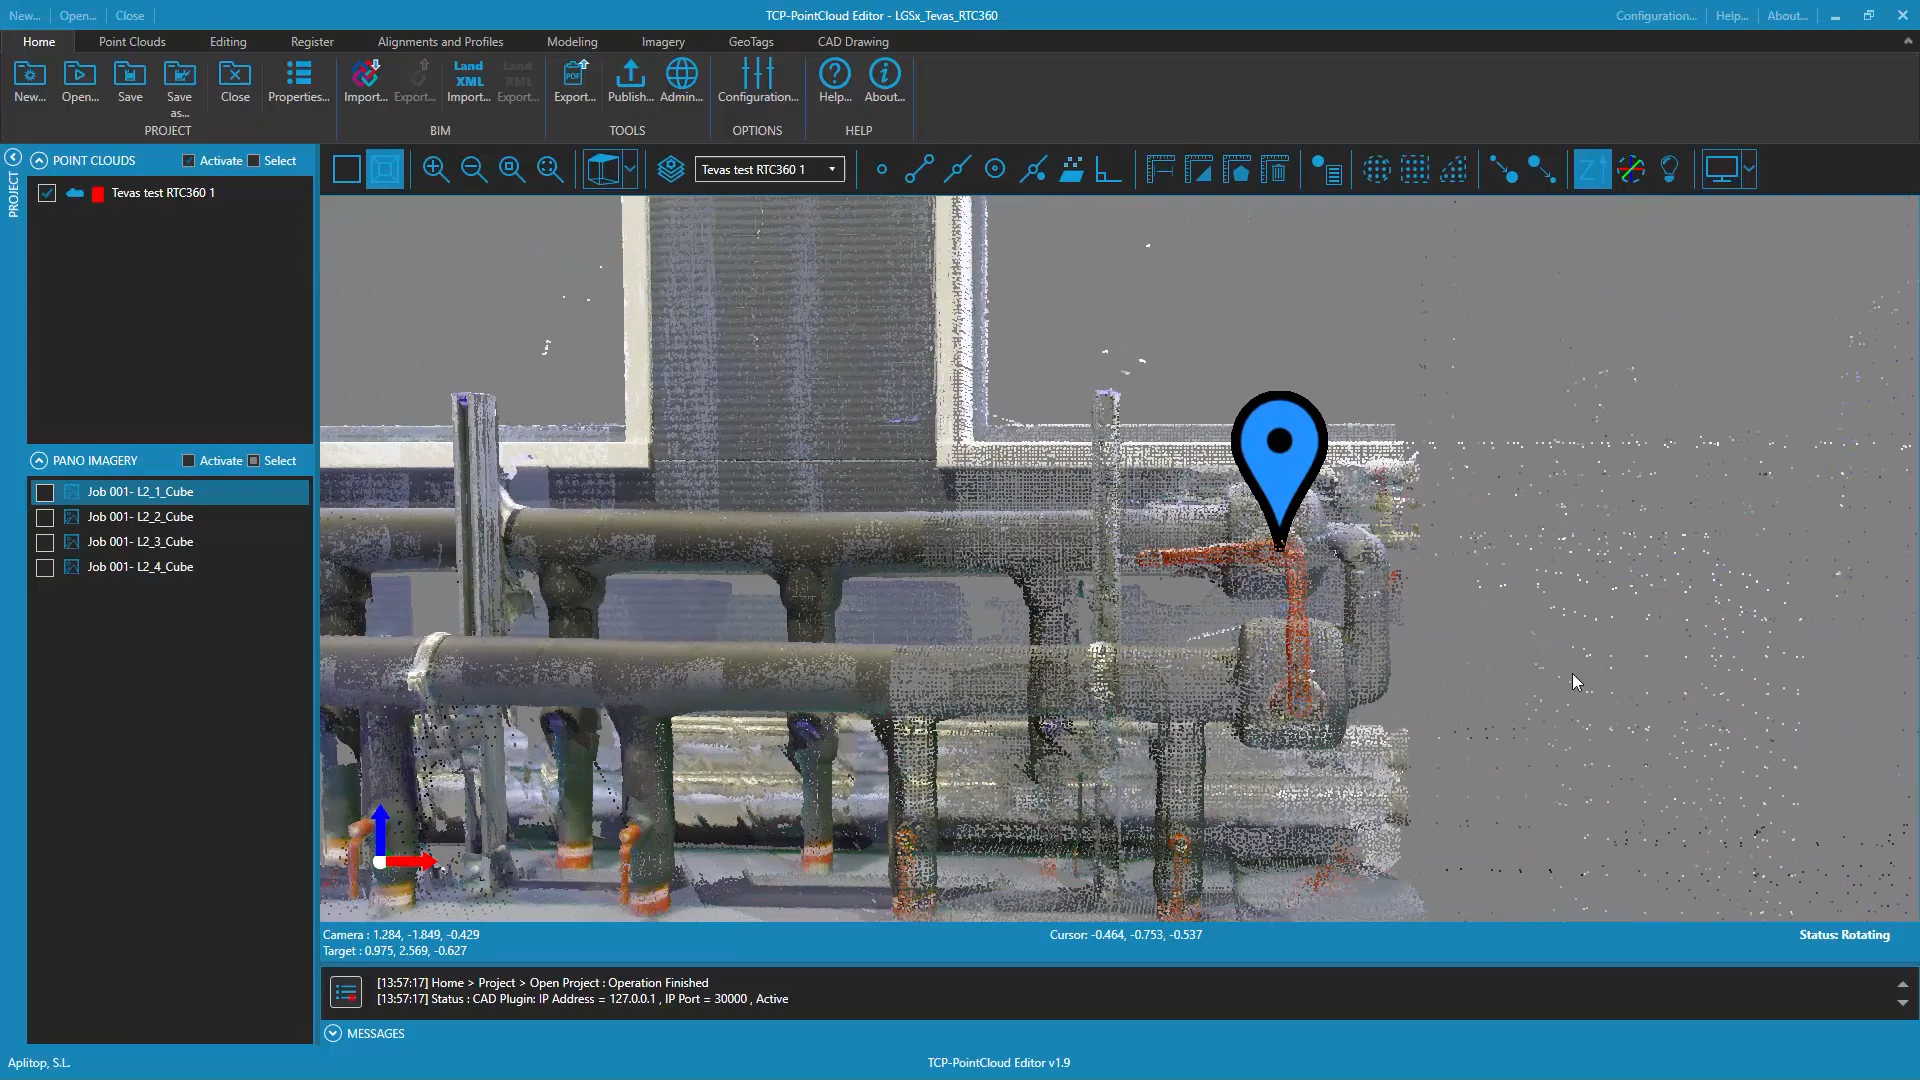 New...
Open...
Close
TCP-PointCloud Editor - LGSx_Tevas_RTC360
Configuration...
Help...
About...
Home
Point Clouds
Editing
Register
Alignments and Profiles
Modeling
Imagery
GeoTags
CAD Drawing
New...
Open...
Save
Save as...
Close
Properties...
Import...
Export...
Land XML
Import...
Land XML
Export...
PDF
Export...
Publish...
Admin...
Configuration...
Help...
About...
PROJECT
BIM
TOOLS
OPTIONS
HELP
PROJECT
POINT CLOUDS
Activate
Select
Tevas test RTC360 1
Tevas test RTC360 1
Z
PANO IMAGERY
Activate
Select
Job 001- L2_1_Cube
Job 001- L2_2_Cube
Job 001- L2_3_Cube
Job 001- L2_4_Cube
Camera : 1.284, -1.849, -0.429
Target : 0.975, 2.569, -0.627
Cursor: -0.464, -0.753, -0.537
Status: Rotating
[13:57:17] Home > Project > Open Project : Operation Finished
[13:57:17] Status : CAD Plugin: IP Address = 127.0.0.1 , IP Port = 30000 , Active
MESSAGES
Aplitop, S.L.
TCP-PointCloud Editor v1.9